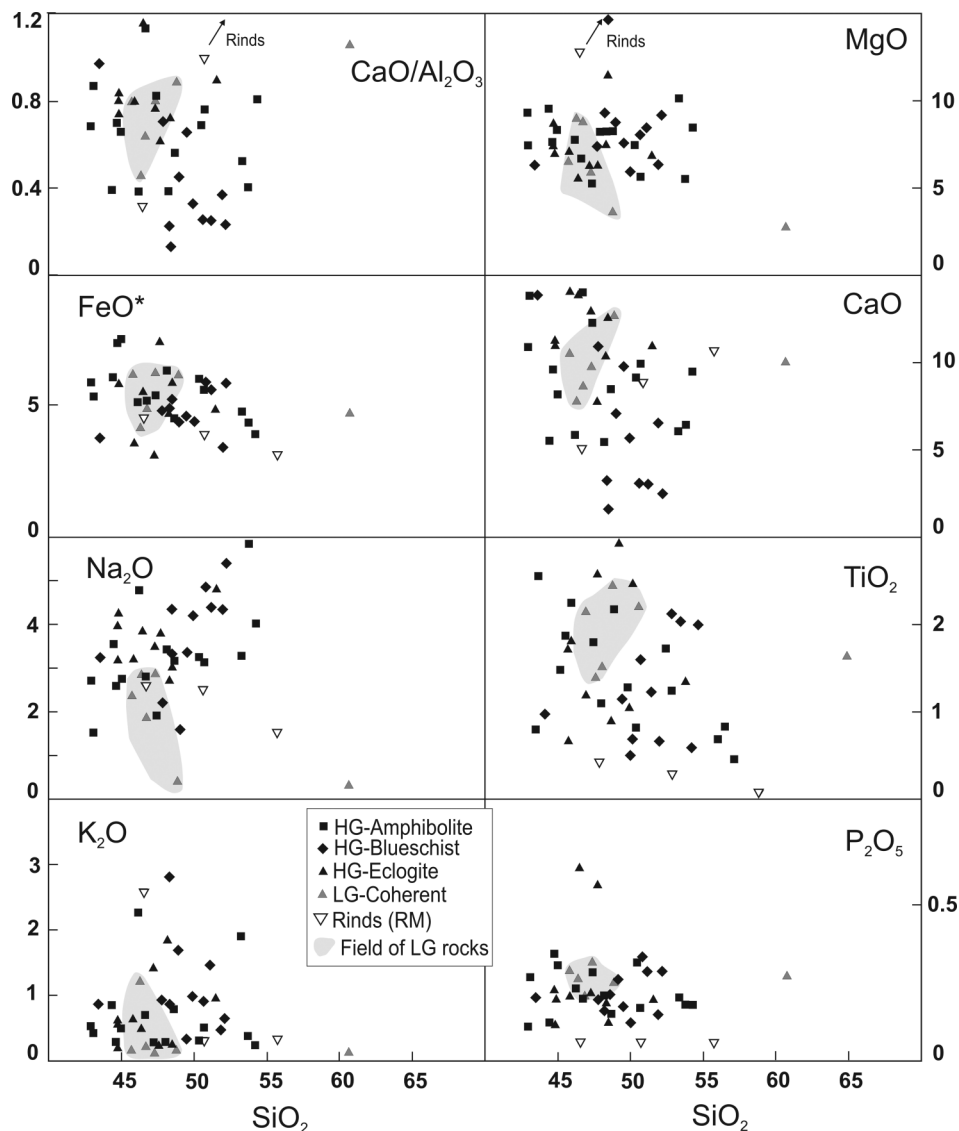 1.2
0.8
0.4
0
Rinds
CaO/Al₂O₃
Rinds
MgO
10
5
0
FeO*
5
0
CaO
10
5
0
Na₂O
4
2
0
TiO₂
2
1
0
K₂O
3
2
1
0
HG-Amphibolite
HG-Blueschist
HG-Eclogite
LG-Coherent
Rinds (RM)
Field of LG rocks
P₂O₅
0.5
0
45 50 55 60 65
45 50 55 60 65
SiO₂ SiO₂